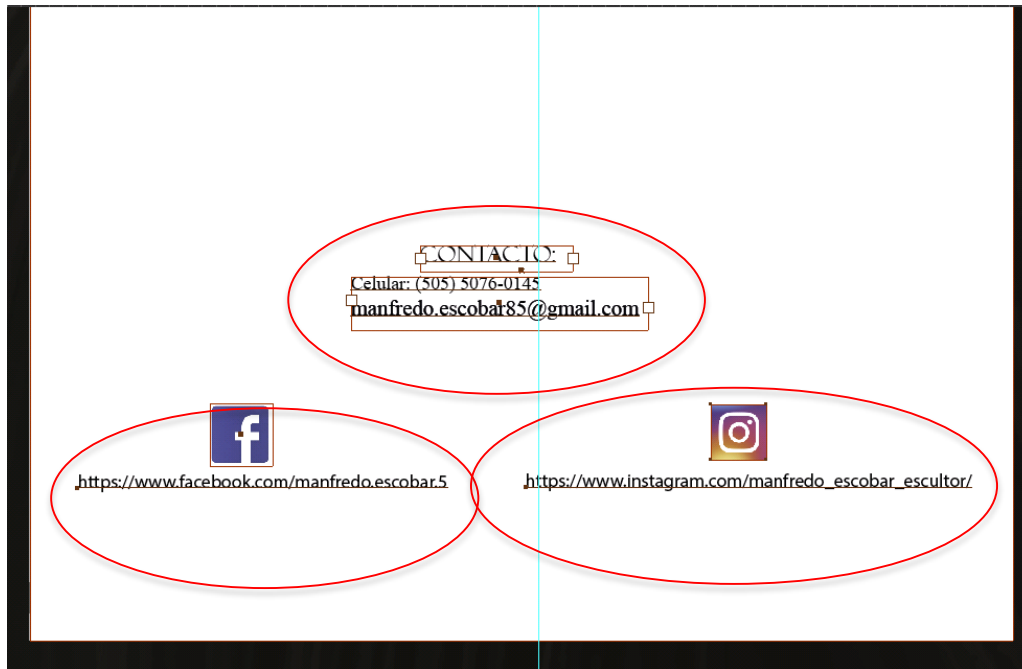 CONTACTO:
Celular: (505) 5076-0145
manfredo.escobar85@gmail.com
https://www.facebook.com/manfredo.escobar.5
https://www.instagram.com/manfredo_escobar_escultor/